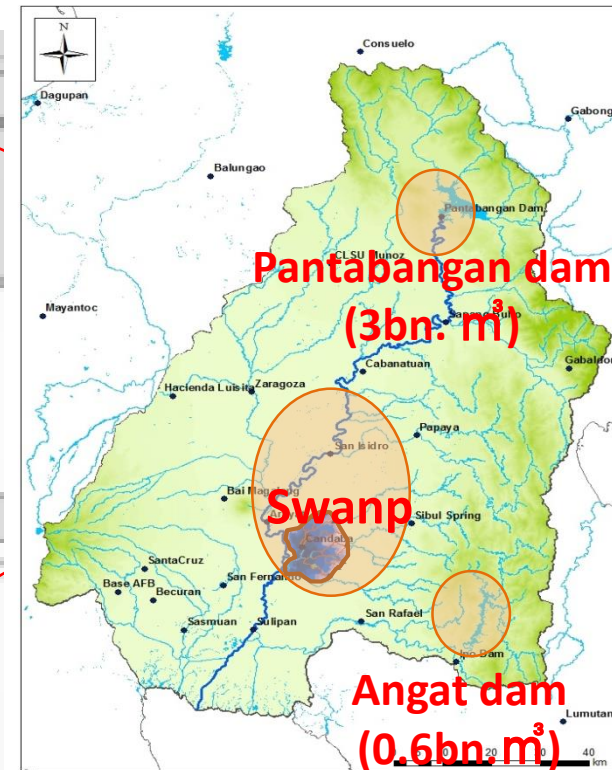 Consuelo
N
Dagupan
Gabong
Balungao
Pantabangan Dam
CLSU Munoz
Pantabangan dam
(3bn. m³)
Mayantoc
Cabanatuan
Gabaldon
Hacienda Luisita
Zaragoza
Papaya
San Isidro
Swanp
Sibul Spring
Candaba
SantaCruz
Base AFB
San Fernando
Becuran
San Rafael
Sasmuan
Sulipan
Ipo Dam
Angat dam
Lumutan
(0.6bn.m³)
20
40
km